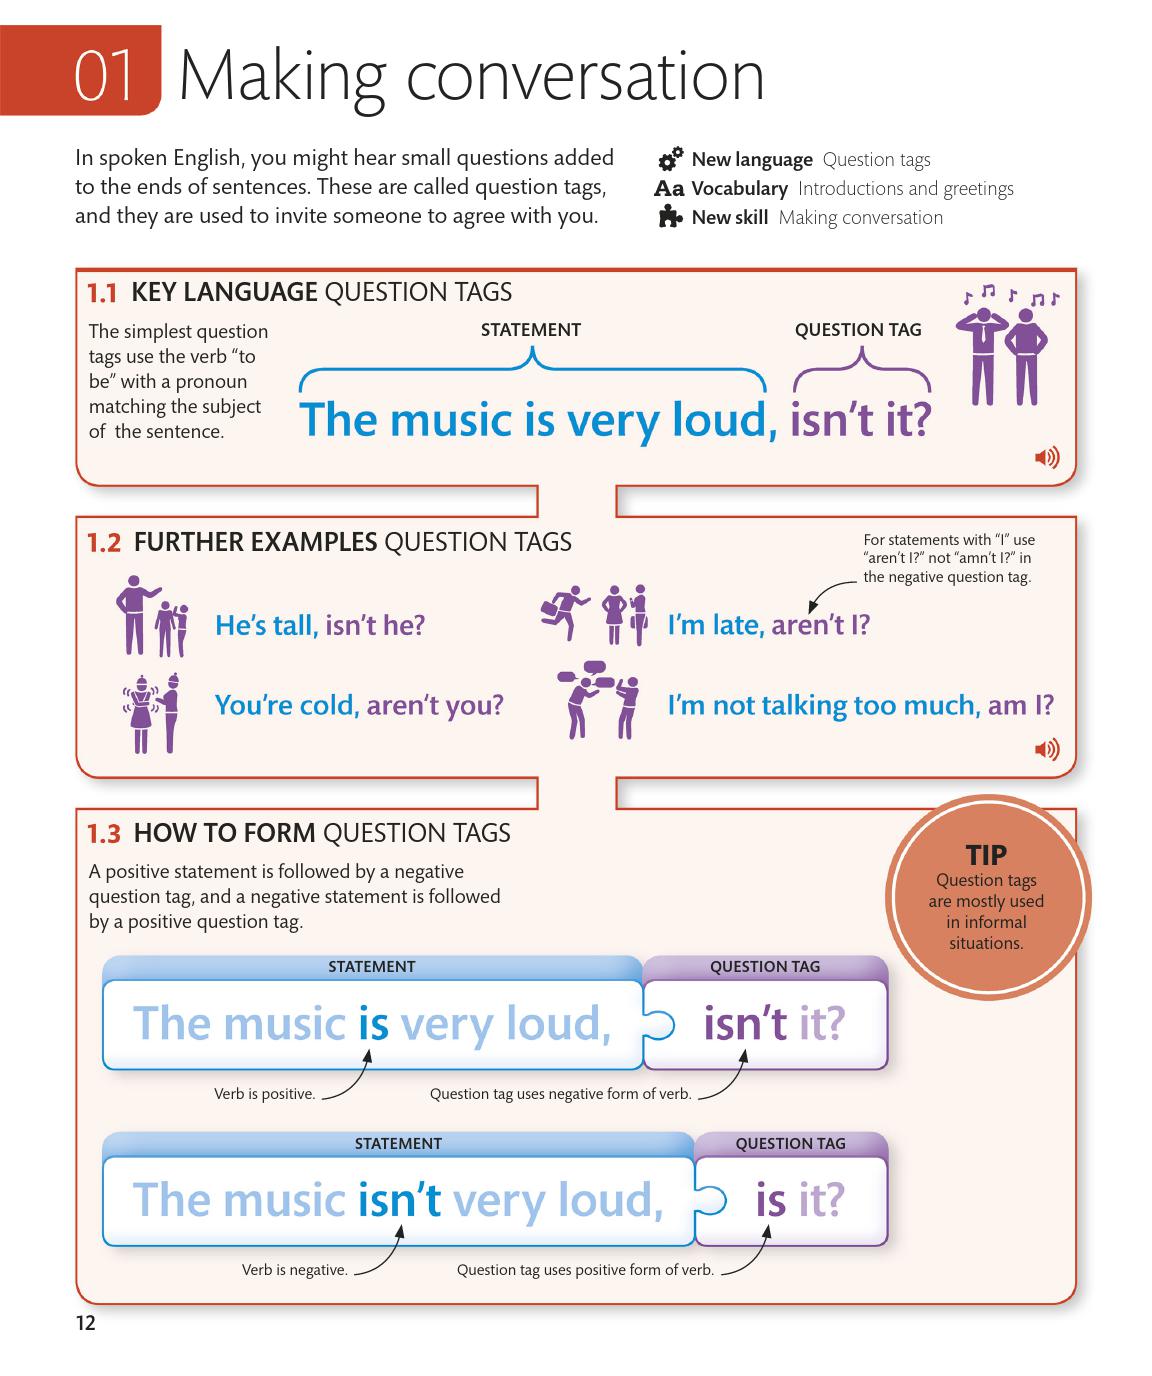 01 Making conversation
In spoken English, you might hear small questions added
to the ends of sentences. These are called question tags,
and they are used to invite someone to agree with you.
New language Question tags
Aa Vocabulary Introductions and greetings
New skill Making conversation
1.1 KEY LANGUAGE QUESTION TAGS
The simplest question
tags use the verb “to
be” with a pronoun
matching the subject
of the sentence.
STATEMENT
QUESTION TAG
The music is very loud, isn’t it?
1.2 FURTHER EXAMPLES QUESTION TAGS
For statements with “I” use
“aren’t I?” not “amn’t I?” in
the negative question tag.
He’s tall, isn’t he?
I’m late, aren’t I?
You’re cold, aren’t you?
I’m not talking too much, am I?
1.3 HOW TO FORM QUESTION TAGS
A positive statement is followed by a negative
question tag, and a negative statement is followed
by a positive question tag.
TIP
Question tags
are mostly used
in informal
situations.
STATEMENT
QUESTION TAG
The music is very loud, isn’t it?
Verb is positive.
Question tag uses negative form of verb.
STATEMENT
QUESTION TAG
The music isn’t very loud, is it?
Verb is negative.
Question tag uses positive form of verb.
12